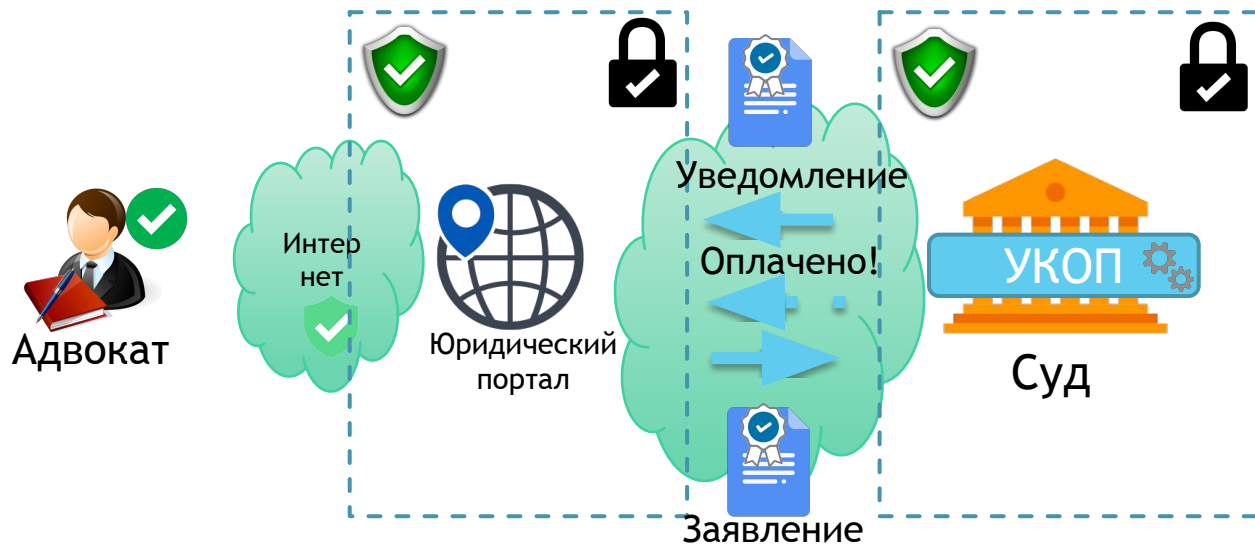 Уведомление
Интер
нет
Оплачено!
УКОП
Адвокат
Юридический
портал
Суд
Заявление